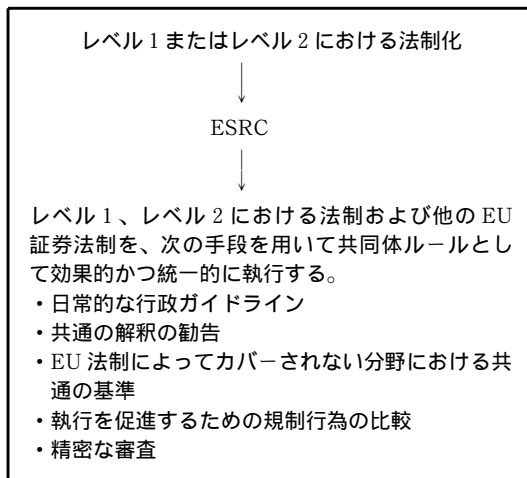 レベル1またはレベル2における法制化
ESRC
レベル1、レベル2における法制および他のEU
証券法制を、次の手段を用いて共同体ルールとし
て効果的かつ統一的に執行する。
・日常的な行政ガイドライン
・共通の解釈の勧告
・EU法制によってカバーされない分野における共
通の基準
・執行を促進するための規制行為の比較
・精密な審査